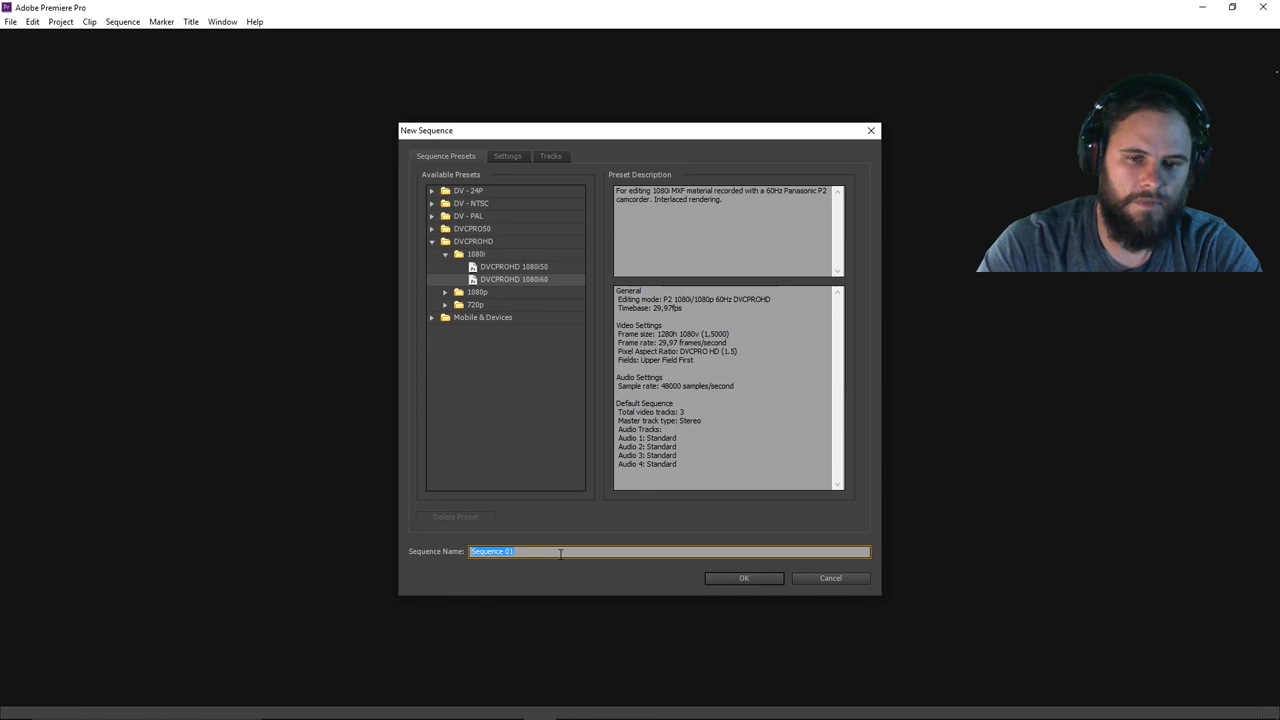 Adobe Premiere Pro
File Edit Project Clip Sequence Marker Title Window Help
New Sequence
Sequence Presets Settings Tracks
Available Presets
DV - 24P
DV - NTSC
DV - PAL
DVCPRO50
DVCPROHD
1080i
DVCPROHD 1080i50
DVCPROHD 1080i60
1080p
720p
Mobile & Devices
Delete Preset
Preset Description
For editing 1080i MXF material recorded with a 60Hz Panasonic P2
camcorder. Interlaced rendering.
General
Editing mode: P2 1080i/1080p 60Hz DVCPROHD
Timebase: 29,97fps
Video Settings
Frame size: 1280h 1080v (1,5000)
Frame rate: 29,97 frames/second
Pixel Aspect Ratio: DVCPRO HD (1.5)
Fields: Upper Field First
Audio Settings
Sample rate: 48000 samples/second
Default Sequence
Total video tracks: 3
Master track type: Stereo
Audio Tracks:
Audio 1: Standard
Audio 2: Standard
Audio 3: Standard
Audio 4: Standard
Sequence Name: Sequence 01
OK Cancel